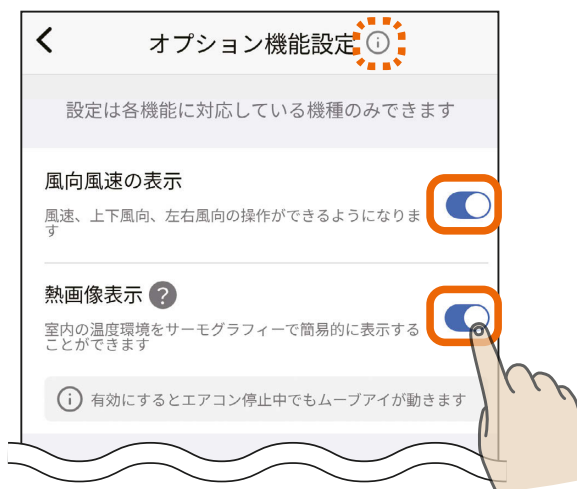 オプション機能設定
設定は各機能に対応している機種のみできます
風向風速の表示
風速、上下風向、左右風向の操作ができるようになりま
す
熱画像表示 ?
室内の温度環境をサーモグラフィーで簡易的に表示する
ことができます
有効にするとエアコン停止中でもムーブアイが動きます